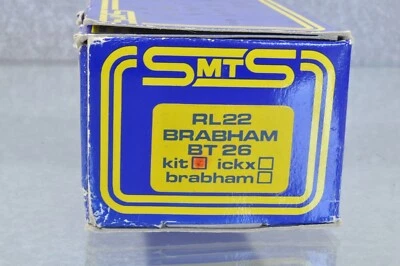 SMTS
RL22
BRABHAM
BT 26
kit ickx
brabham